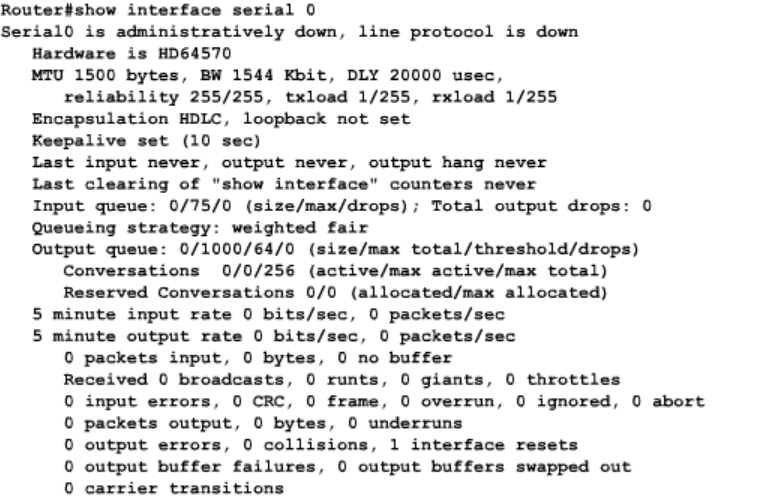 Router#show interface serial 0
Serial0 is administratively down, line protocol is down
Hardware is HD64570
MTU 1500 bytes, BW 1544 Kbit, DLY 20000 usec,
reliability 255/255, txload 1/255, rxload 1/255
Encapsulation HDLC, loopback not set
Keepalive set (10 sec)
Last input never, output never, output hang never
Last clearing of "show interface" counters never
Input queue: 0/75/0 (size/max/drops); Total output drops: 0
Queueing strategy: weighted fair
Output queue: 0/1000/64/0 (size/max total/threshold/drops)
Conversations  0/0/256 (active/max active/max total)
Reserved Conversations 0/0 (allocated/max allocated)
5 minute input rate 0 bits/sec, 0 packets/sec
5 minute output rate 0 bits/sec, 0 packets/sec
0 packets input, 0 bytes, 0 no buffer
Received 0 broadcasts, 0 runts, 0 giants, 0 throttles
0 input errors, 0 CRC, 0 frame, 0 overrun, 0 ignored, 0 abort
0 packets output, 0 bytes, 0 underruns
0 output errors, 0 collisions, 1 interface resets
0 output buffer failures, 0 output buffers swapped out
0 carrier transitions